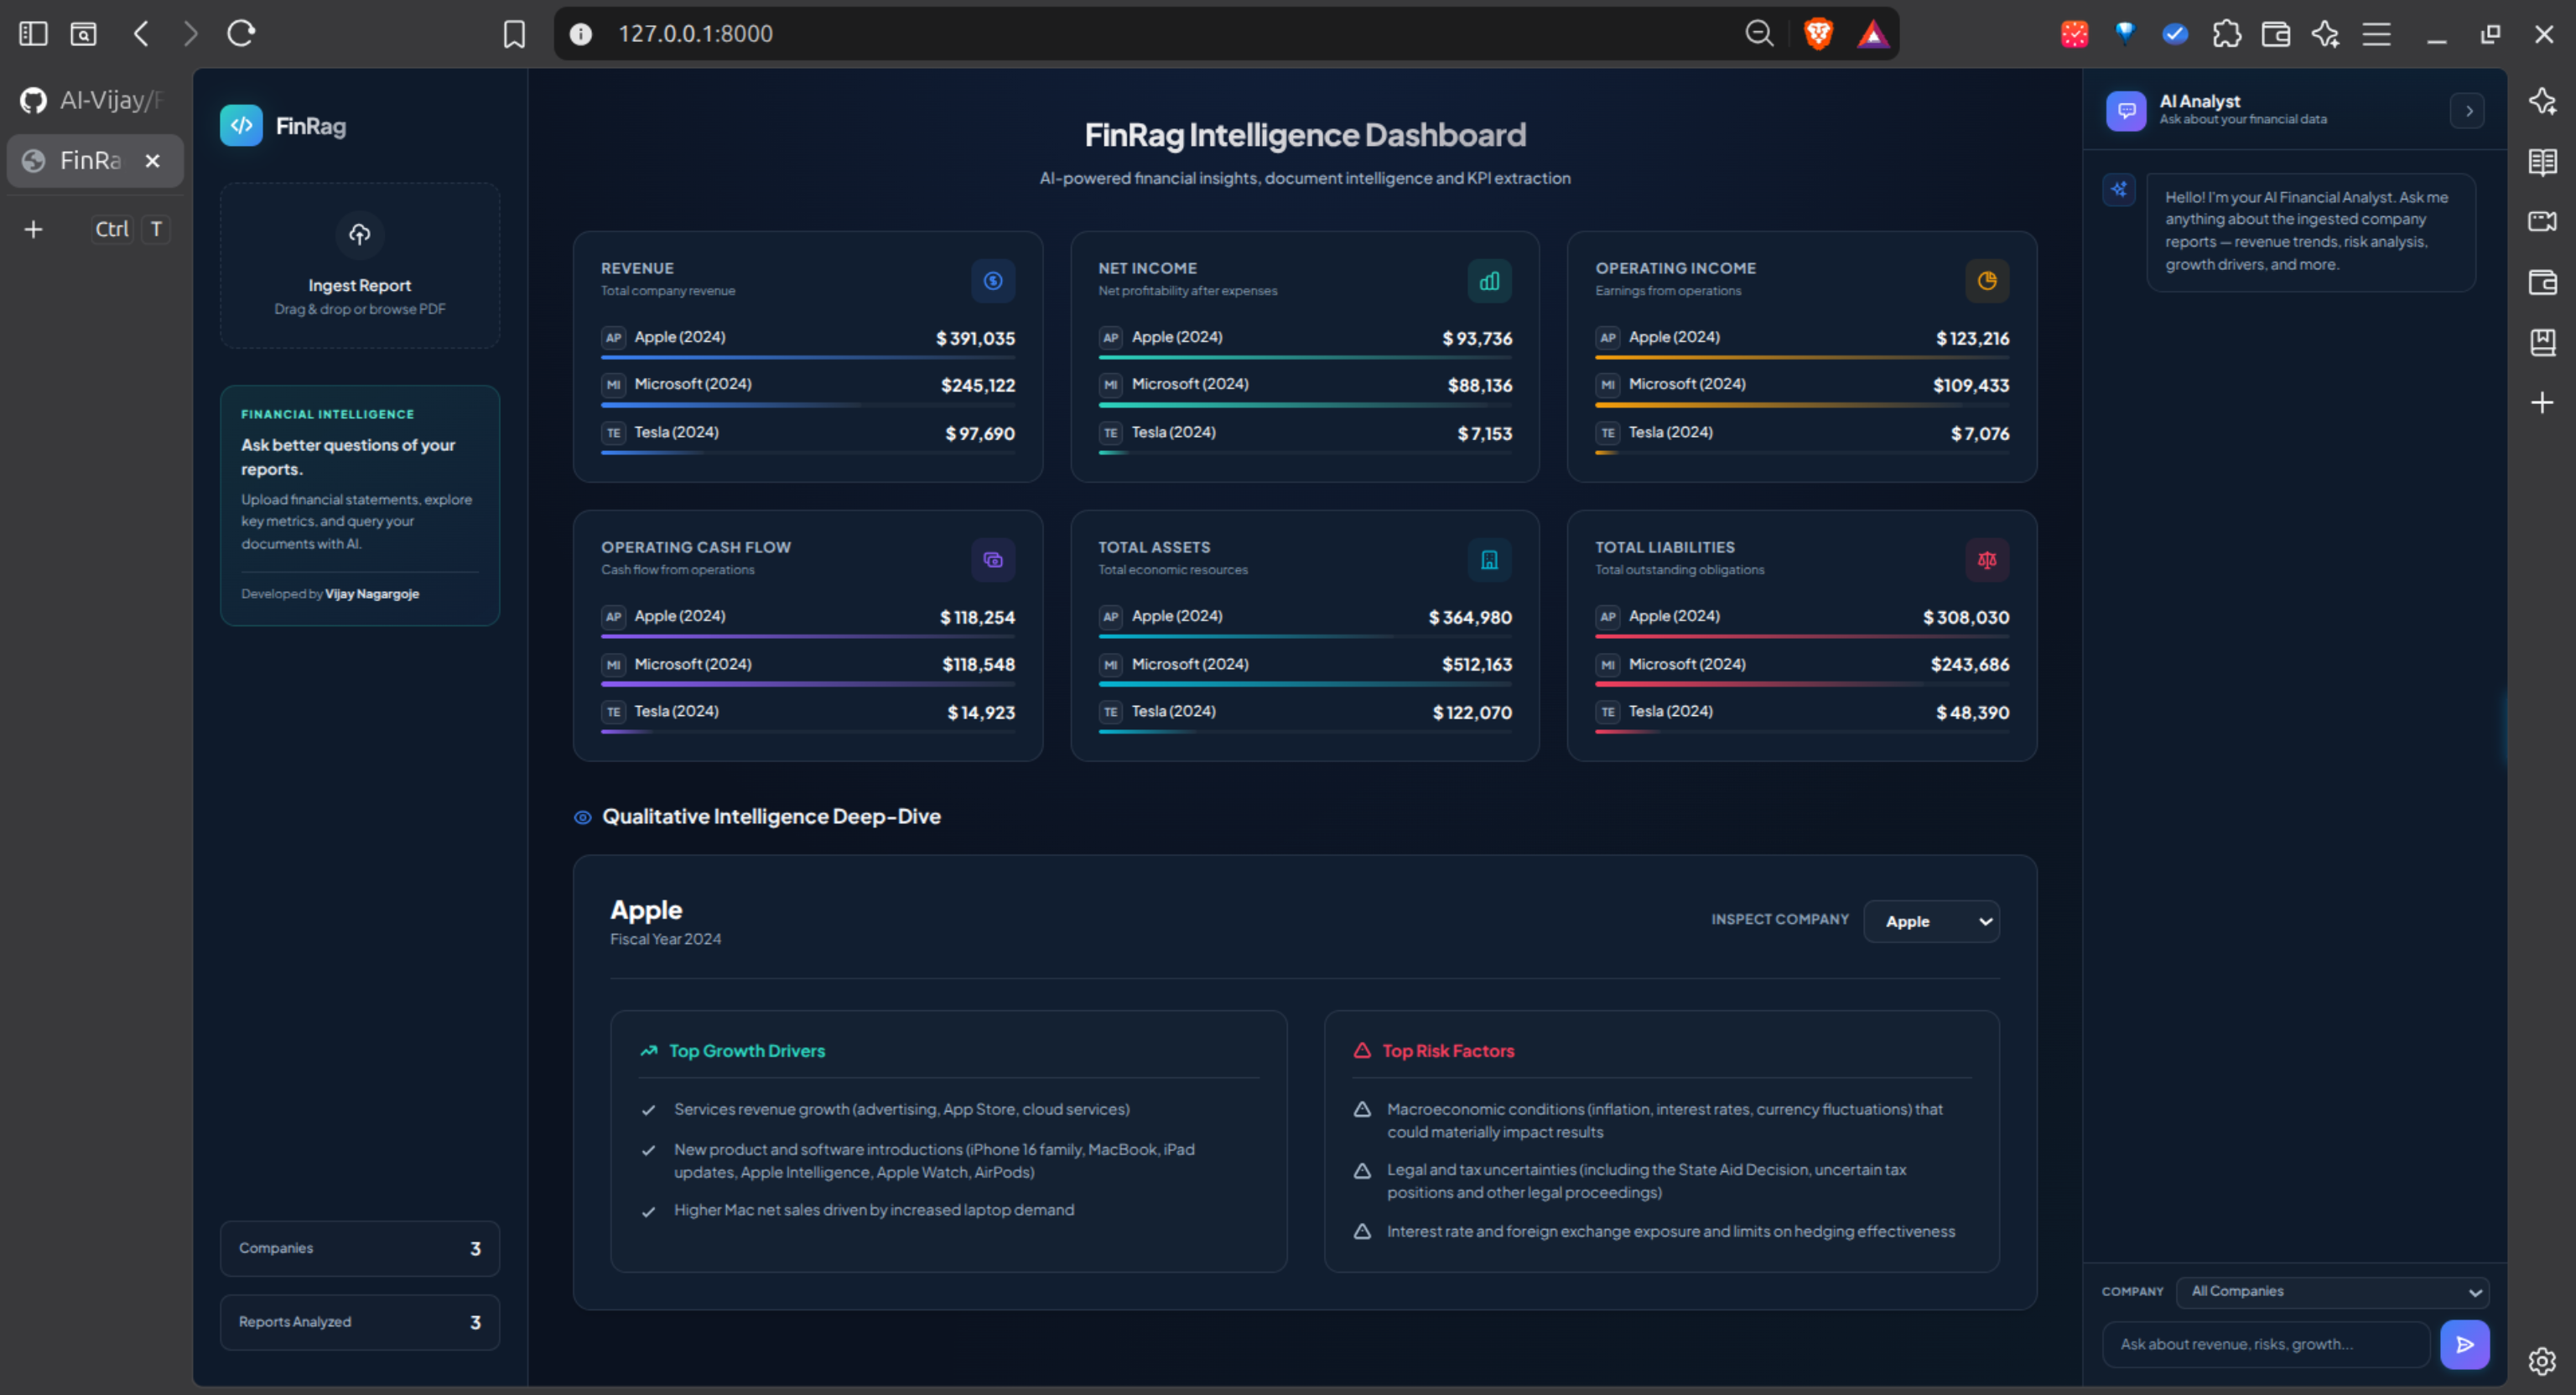 127.0.0.1:8000
AI-Vijay/F
FinRa
Ctrl T
FinRag
Ingest Report
Drag & drop or browse PDF
FINANCIAL INTELLIGENCE
Ask better questions of your
reports.
Upload financial statements, explore
key metrics, and query your
documents with AI.
Developed by Vijay Nagargoje
Companies 3
Reports Analyzed 3
FinRag Intelligence Dashboard
AI-powered financial insights, document intelligence and KPI extraction
REVENUE
Total company revenue
AP Apple (2024) $ 391,035
MI Microsoft (2024) $245,122
TE Tesla (2024) $ 97,690
NET INCOME
Net profitability after expenses
AP Apple (2024) $ 93,736
MI Microsoft (2024) $88,136
TE Tesla (2024) $ 7,153
OPERATING INCOME
Earnings from operations
AP Apple (2024) $ 123,216
MI Microsoft (2024) $109,433
TE Tesla (2024) $ 7,076
OPERATING CASH FLOW
Cash flow from operations
AP Apple (2024) $ 118,254
MI Microsoft (2024) $118,548
TE Tesla (2024) $ 14,923
TOTAL ASSETS
Total economic resources
AP Apple (2024) $ 364,980
MI Microsoft (2024) $512,163
TE Tesla (2024) $ 122,070
TOTAL LIABILITIES
Total outstanding obligations
AP Apple (2024) $ 308,030
MI Microsoft (2024) $243,686
TE Tesla (2024) $ 48,390
Qualitative Intelligence Deep-Dive
Apple
Fiscal Year 2024
INSPECT COMPANY Apple
Top Growth Drivers
Services revenue growth (advertising, App Store, cloud services)
New product and software introductions (iPhone 16 family, MacBook, iPad
updates, Apple Intelligence, Apple Watch, AirPods)
Higher Mac net sales driven by increased laptop demand
Top Risk Factors
Macroeconomic conditions (inflation, interest rates, currency fluctuations) that
could materially impact results
Legal and tax uncertainties (including the State Aid Decision, uncertain tax
positions and other legal proceedings)
Interest rate and foreign exchange exposure and limits on hedging effectiveness
AI Analyst
Ask about your financial data
Hello! I'm your AI Financial Analyst. Ask me
anything about the ingested company
reports — revenue trends, risk analysis,
growth drivers, and more.
COMPANY All Companies
Ask about revenue, risks, growth...